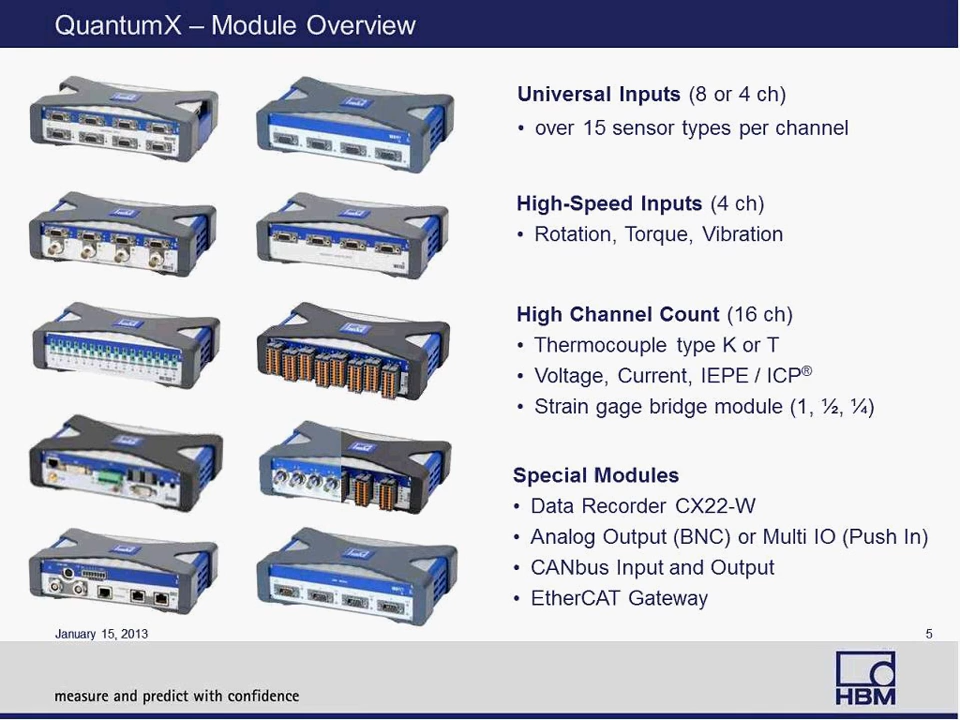 QuantumX – Module Overview
Universal Inputs (8 or 4 ch)
• over 15 sensor types per channel
High-Speed Inputs (4 ch)
• Rotation, Torque, Vibration
High Channel Count (16 ch)
• Thermocouple type K or T
• Voltage, Current, IEPE / ICP®
• Strain gage bridge module (1, ½, ¼)
Special Modules
• Data Recorder CX22-W
• Analog Output (BNC) or Multi IO (Push In)
• CANbus Input and Output
• EtherCAT Gateway
January 15, 2013
5
measure and predict with confidence
HBM